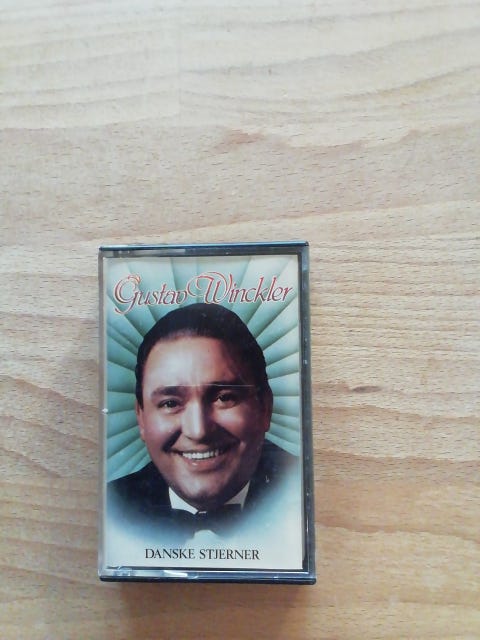 Gustav Winckler
DANSKE STJERNER